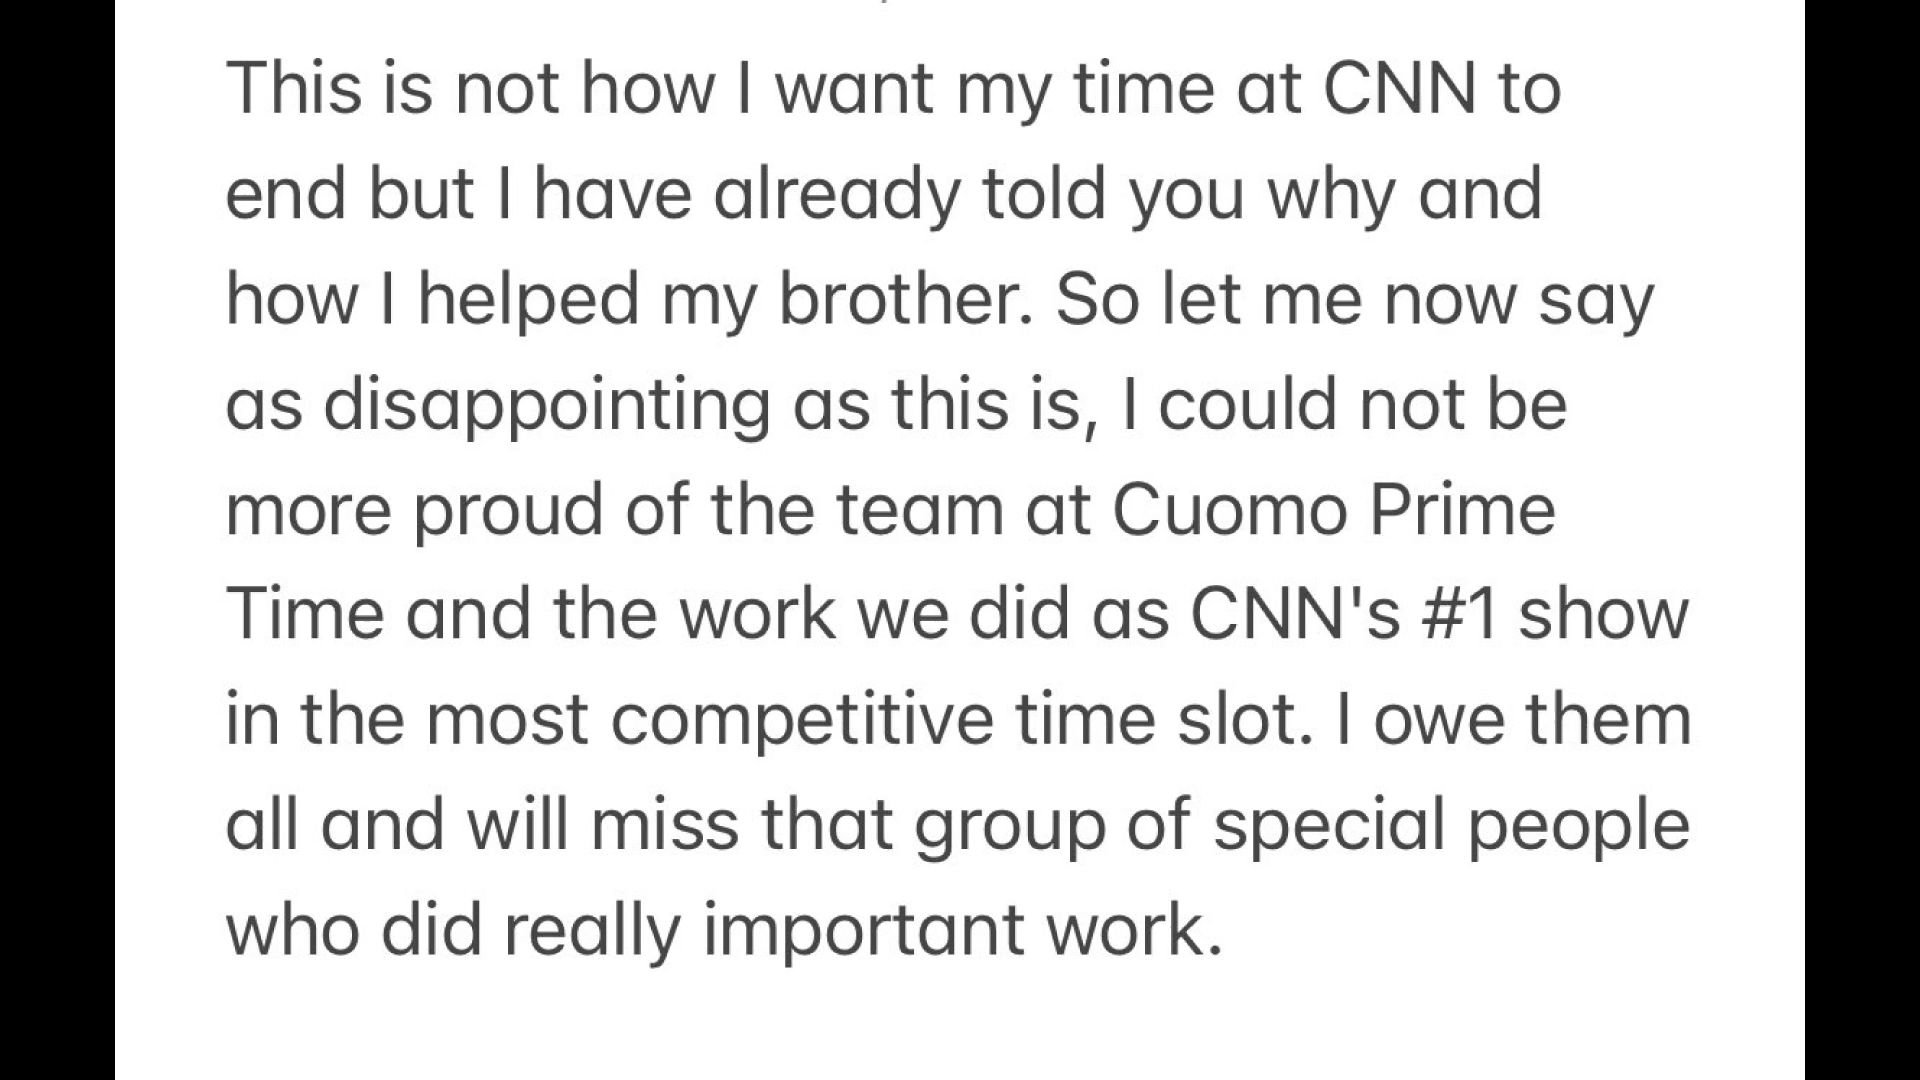 This is not how I want my time at CNN to
end but I have already told you why and
how I helped my brother. So let me now say
as disappointing as this is, I could not be
more proud of the team at Cuomo Prime
Time and the work we did as CNN's #1 show
in the most competitive time slot. I owe them
all and will miss that group of special people
who did really important work.